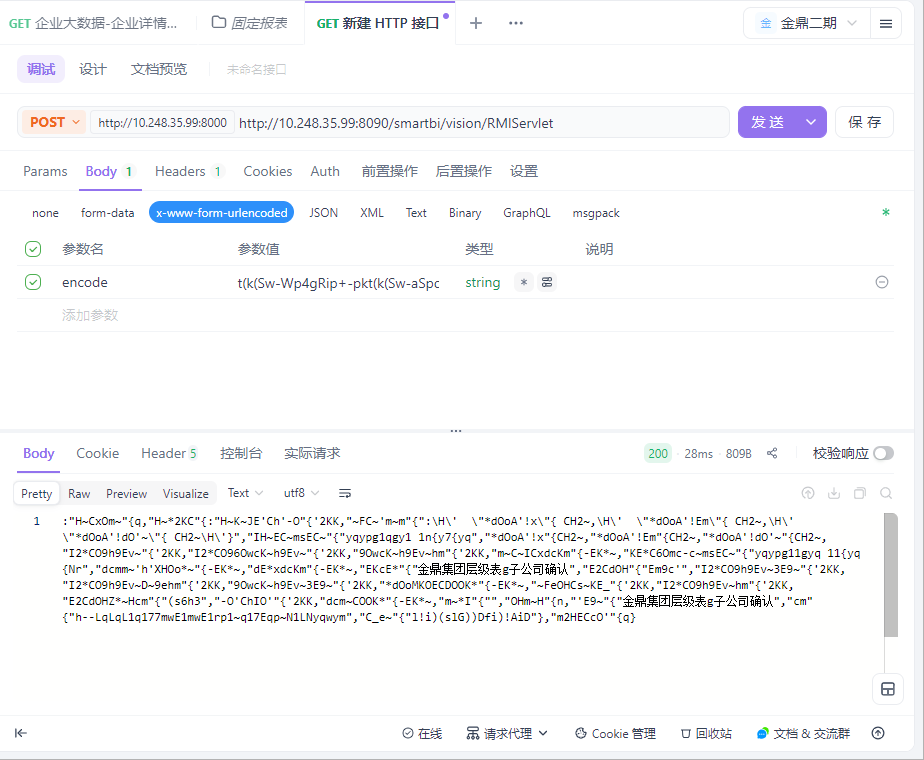 GET 企业大数据-企业详情... 固定报表 GET 新建 HTTP 接口 金 金鼎二期
调试 设计 文档预览 未命名接口
POST http://10.248.35.99:8000 http://10.248.35.99:8090/smartbi/vision/RMIServlet 发 送 保 存
Params Body 1 Headers 1 Cookies Auth 前置操作 后置操作 设置
none form-data x-www-form-urlencoded JSON XML Text Binary GraphQL msgpack *
参数名 参数值 类型 说明
encode t(k(Sw-Wp4gRip+-pkt(k(Sw-aSpc string *
添加参数
Body Cookie Header 5 控制台 实际请求 200 28ms 809B 校验响应
Pretty Raw Preview Visualize Text utf8
1 :"H~CxOm~"{q,"H~*2KC"{:"H~K~JE'Ch'-O"{'2KK,"~FC~'m~m"{":\H\'  \"*dOoA'!x\"{ CH2~,\H\'  \"*dOoA'!Em\"{ CH2~,\H\'
\"*dOoA'!dO'~\"{ CH2~\H\'}","IH~EC~msEC~"{"yqypg1qgy1 1n{y7{yq","*dOoA'!x"{CH2~,"*dOoA'!Em"{CH2~,"*dOoA'!dO'~"{CH2~,
"I2*CO9h9Ev~"{'2KK,"I2*CO96OwcK~h9Ev~"{'2KK,"9OwcK~h9Ev~hm"{'2KK,"m~C~ICxdcKm"{-EK*~,"KE*C6Omc-c~msEC~"{"yqypg11gyq 11{yq
{Nr","dcmm~'h'XHOo*~"{-EK*~,"dE*xdcKm"{-EK*~,"EKcE*"{"金鼎集团层级表g子公司确认","E2CdOH"{"Em9c'","I2*CO9h9Ev~3E9~"{'2KK,
"I2*CO9h9Ev~D~9ehm"{'2KK,"9OwcK~h9Ev~3E9~"{'2KK,"*dOoMKOECDOOK*"{-EK*~,"~FeOHCs~KE_"{'2KK,"I2*CO9h9Ev~hm"{'2KK,
"E2CdOHZ*~Hcm"{"(s6h3","-O'ChIO'"{'2KK,"dcm~COOK*"{-EK*~,"m~*I"{"","OHm~H"{n,"'E9~"{"金鼎集团层级表g子公司确认","cm"
{"h--LqLqL1q177mwE1mwE1rp1~q17Eqp~N1LNyqwym","C_e~"{"l!i)(slG))Dfi)!AiD"},"m2HECcO'"{q}
在线 请求代理 Cookie 管理 回收站 文档 & 交流群